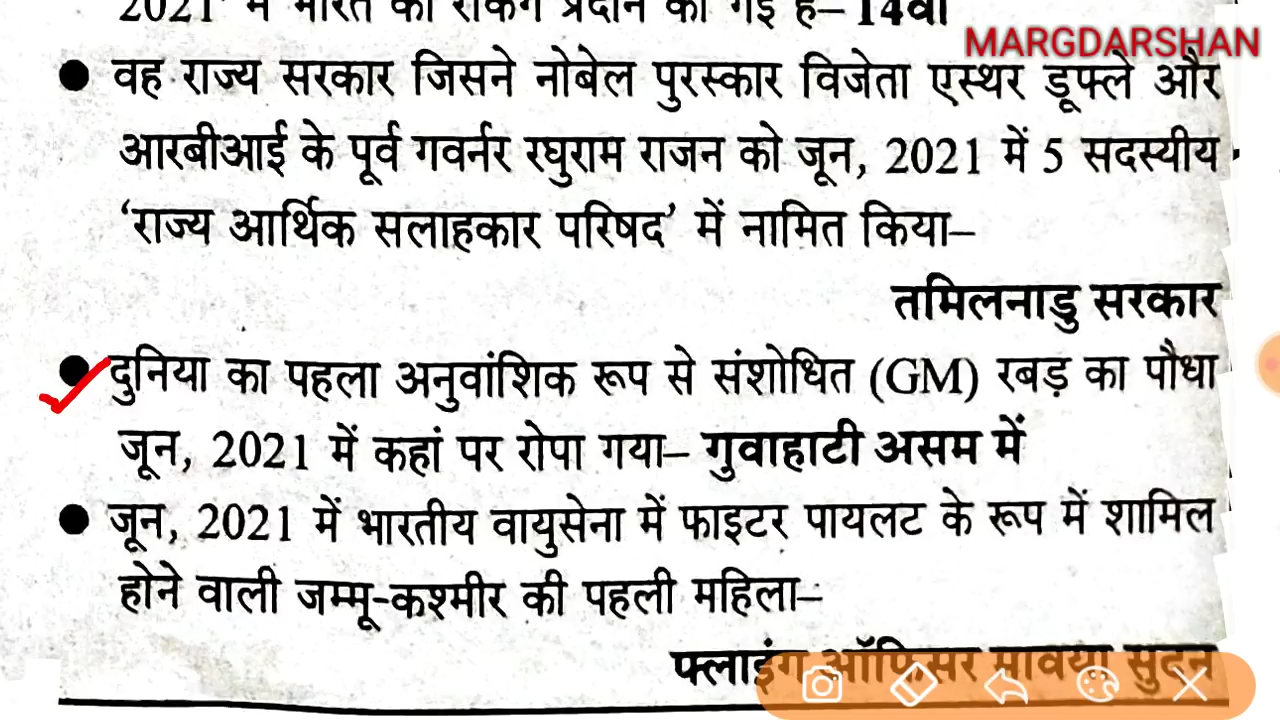 2021' में भारत को रैंकिंग प्रदान की गई है– 14वीं
MARGDARSHAN
● वह राज्य सरकार जिसने नोबेल पुरस्कार विजेता एस्थर डूफ्ले और
आरबीआई के पूर्व गवर्नर रघुराम राजन को जून, 2021 में 5 सदस्यीय
‘राज्य आर्थिक सलाहकार परिषद’ में नामित किया–
तमिलनाडु सरकार
● दुनिया का पहला अनुवांशिक रूप से संशोधित (GM) रबड़ का पौधा
जून, 2021 में कहां पर रोपा गया– गुवाहाटी असम में
● जून, 2021 में भारतीय वायुसेना में फाइटर पायलट के रूप में शामिल
होने वाली जम्मू-कश्मीर की पहली महिला–
फ्लाइंग ऑफिसर मावया सुदन